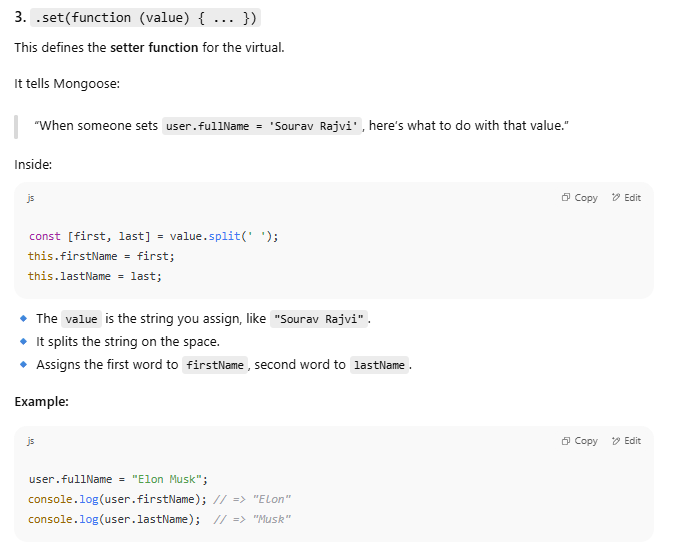 3. .set(function (value) { ... })
This defines the setter function for the virtual.
It tells Mongoose:
“When someone sets user.fullName = 'Sourav Rajvi', here’s what to do with that value.”
Inside:
js Copy Edit
const [first, last] = value.split(' ');
this.firstName = first;
this.lastName = last;
The value is the string you assign, like "Sourav Rajvi".
It splits the string on the space.
Assigns the first word to firstName, second word to lastName.
Example:
js Copy Edit
user.fullName = "Elon Musk";
console.log(user.firstName); // => "Elon"
console.log(user.lastName);  // => "Musk"